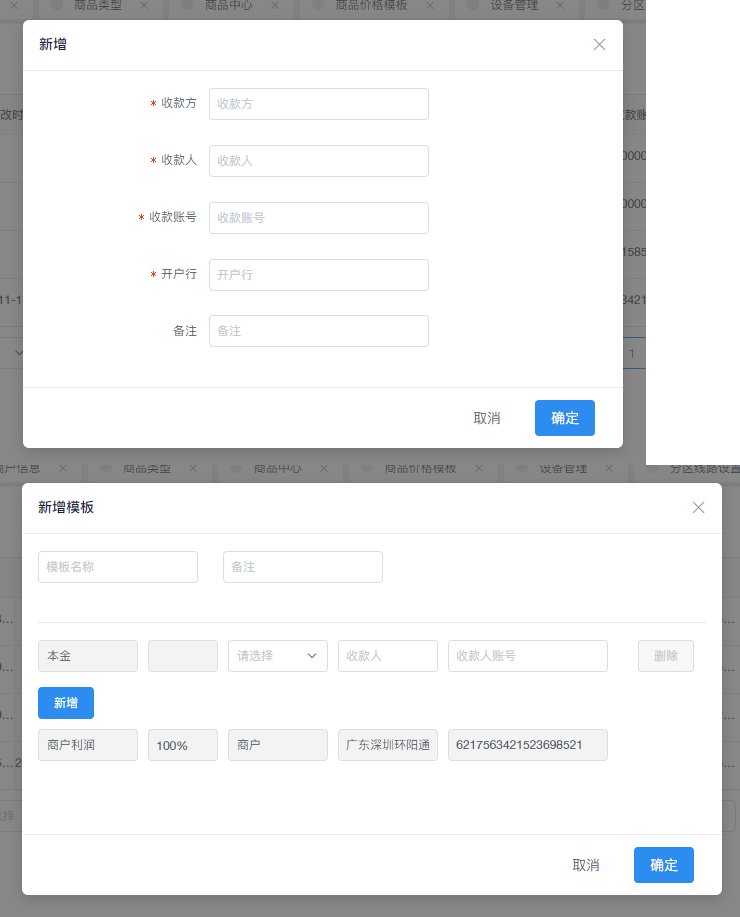 商品类型 商品中心 商品价格模板 设备管理 分区
新增
* 收款方 收款方
* 收款人 收款人
* 收款账号 收款账号
* 开户行 开户行
备注 备注
1
取消 确定
商品类型 商品中心 商品价格模板 设备管理 分区线路设置
新增模板
模板名称 备注
本金 请选择 收款人 收款人账号 删除
新增
商户利润 100% 商户 广东深圳环阳通 6217563421523698521
取消 确定